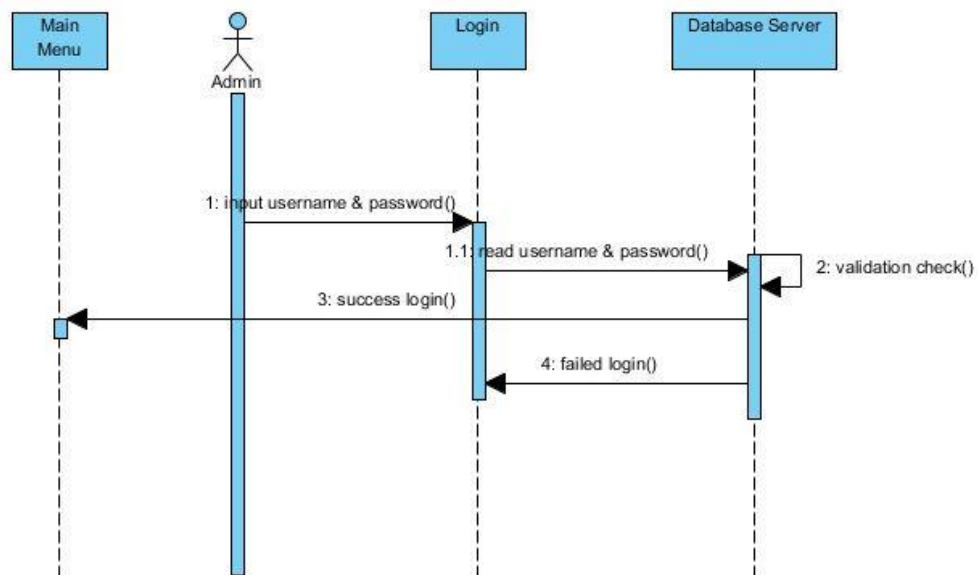 Main
Menu
Admin
Login
Database Server
1: input username & password()
1.1: read username & password()
2: validation check()
3: success login()
4: failed login()